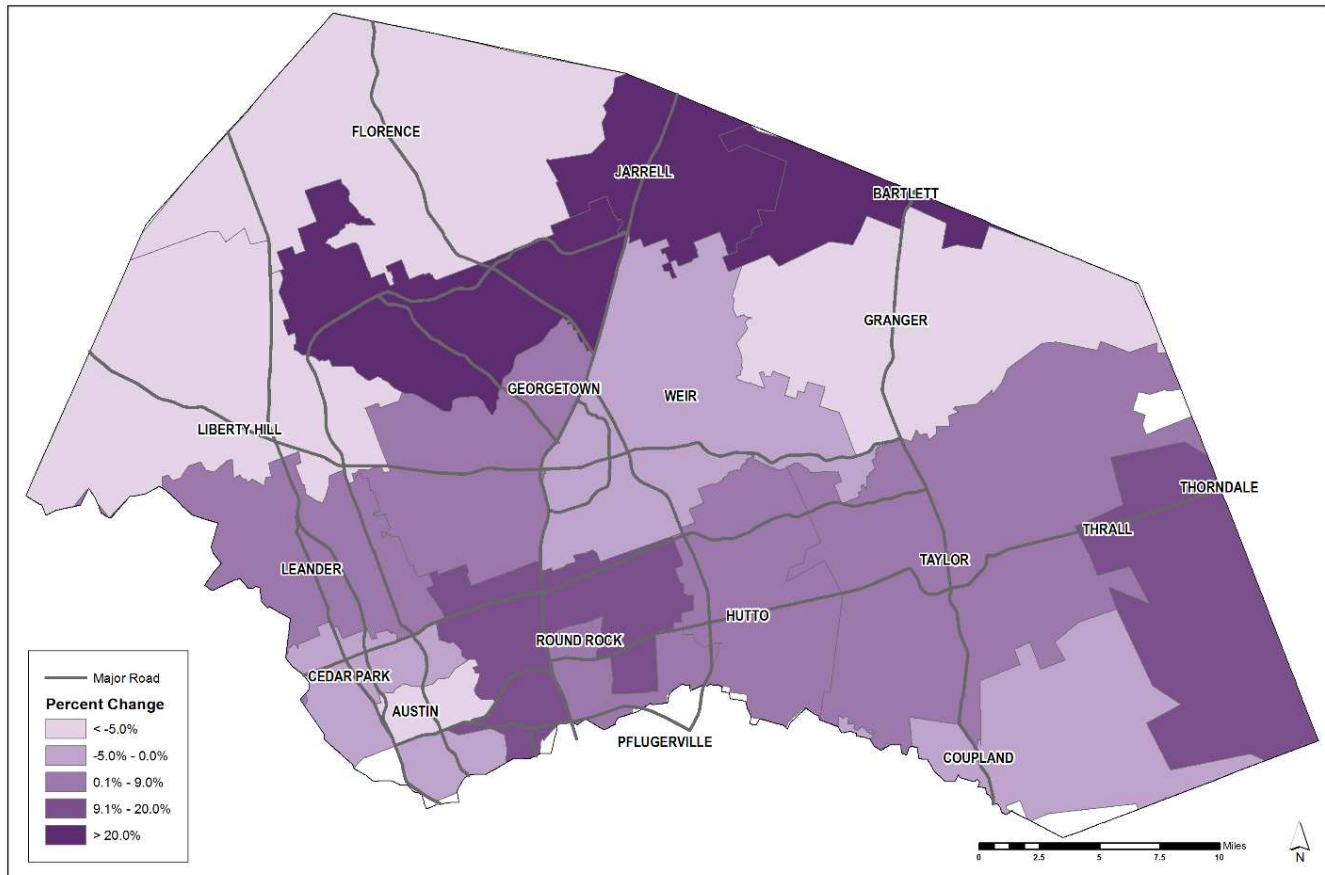 FLORENCE
JARRELL
BARTLETT
GRANGER
GEORGETOWN
WEIR
LIBERTY HILL
THORNDALE
THRALL
TAYLOR
LEANDER
HUTTO
ROUND ROCK
CEDAR PARK
AUSTIN
PFLUGERVILLE
COUPLAND
Major Road
Percent Change
< -5.0%
-5.0% - 0.0%
0.1% - 9.0%
9.1% - 20.0%
> 20.0%
Miles
0 2.5 5 7.5 10
N